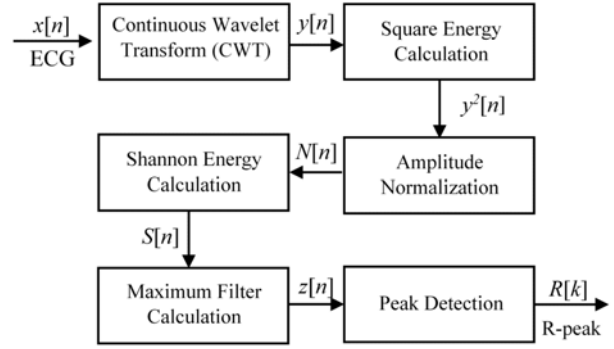 x[n]
ECG
Continuous Wavelet
Transform (CWT)
y[n]
Square Energy
Calculation
y²[n]
Amplitude
Normalization
N[n]
Shannon Energy
Calculation
S[n]
Maximum Filter
Calculation
z[n]
Peak Detection
R[k]
R-peak